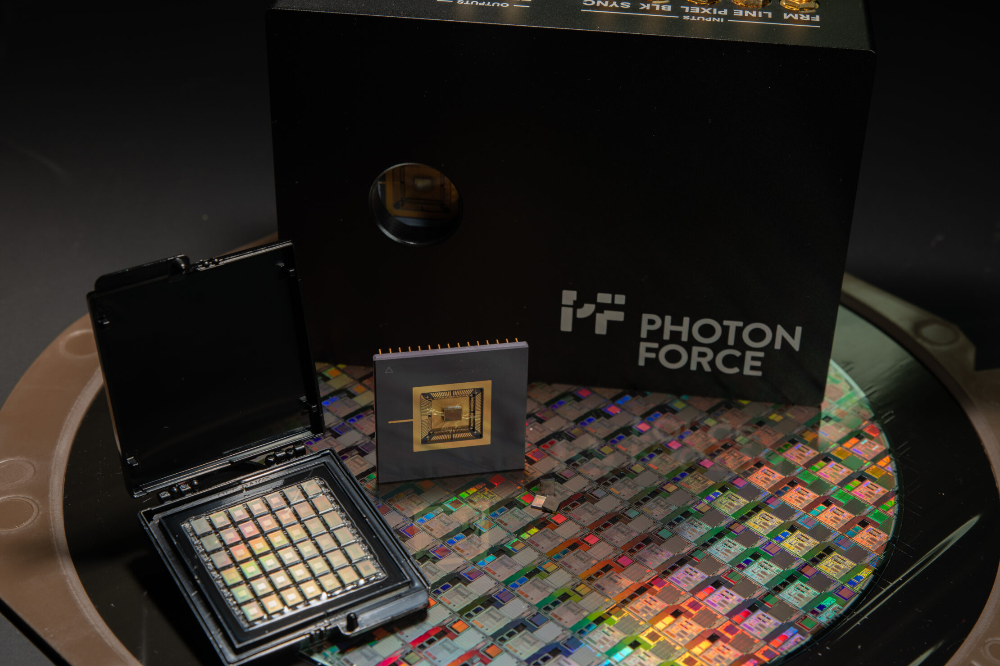 OUTPUTS
INPUTS
FRM LINE PIXEL BLK SYNC
PF PHOTON
FORCE